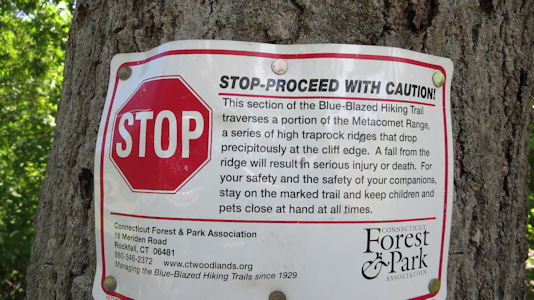 STOP
STOP-PROCEED WITH CAUTION!
This section of the Blue-Blazed Hiking Trail
traverses a portion of the Metacomet Range,
a series of high traprock ridges that drop
precipitously at the cliff edge. A fall from the
ridge will result in serious injury or death. For
your safety and the safety of your companions,
stay on the marked trail and keep children and
pets close at hand at all times.
Connecticut Forest & Park Association
16 Meriden Road
Rockfall, CT 06481
860-346-2372 www.ctwoodlands.org
Managing the Blue-Blazed Hiking Trails since 1929
CONNECTICUT
Forest
& Park
ASSOCIATION